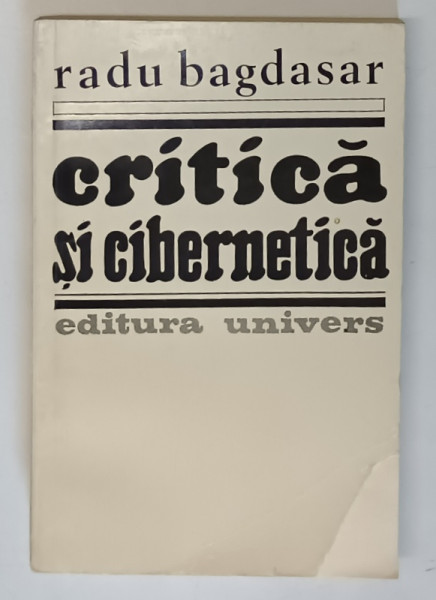 radu bagdasar
critică
și cibernetică
editura univers